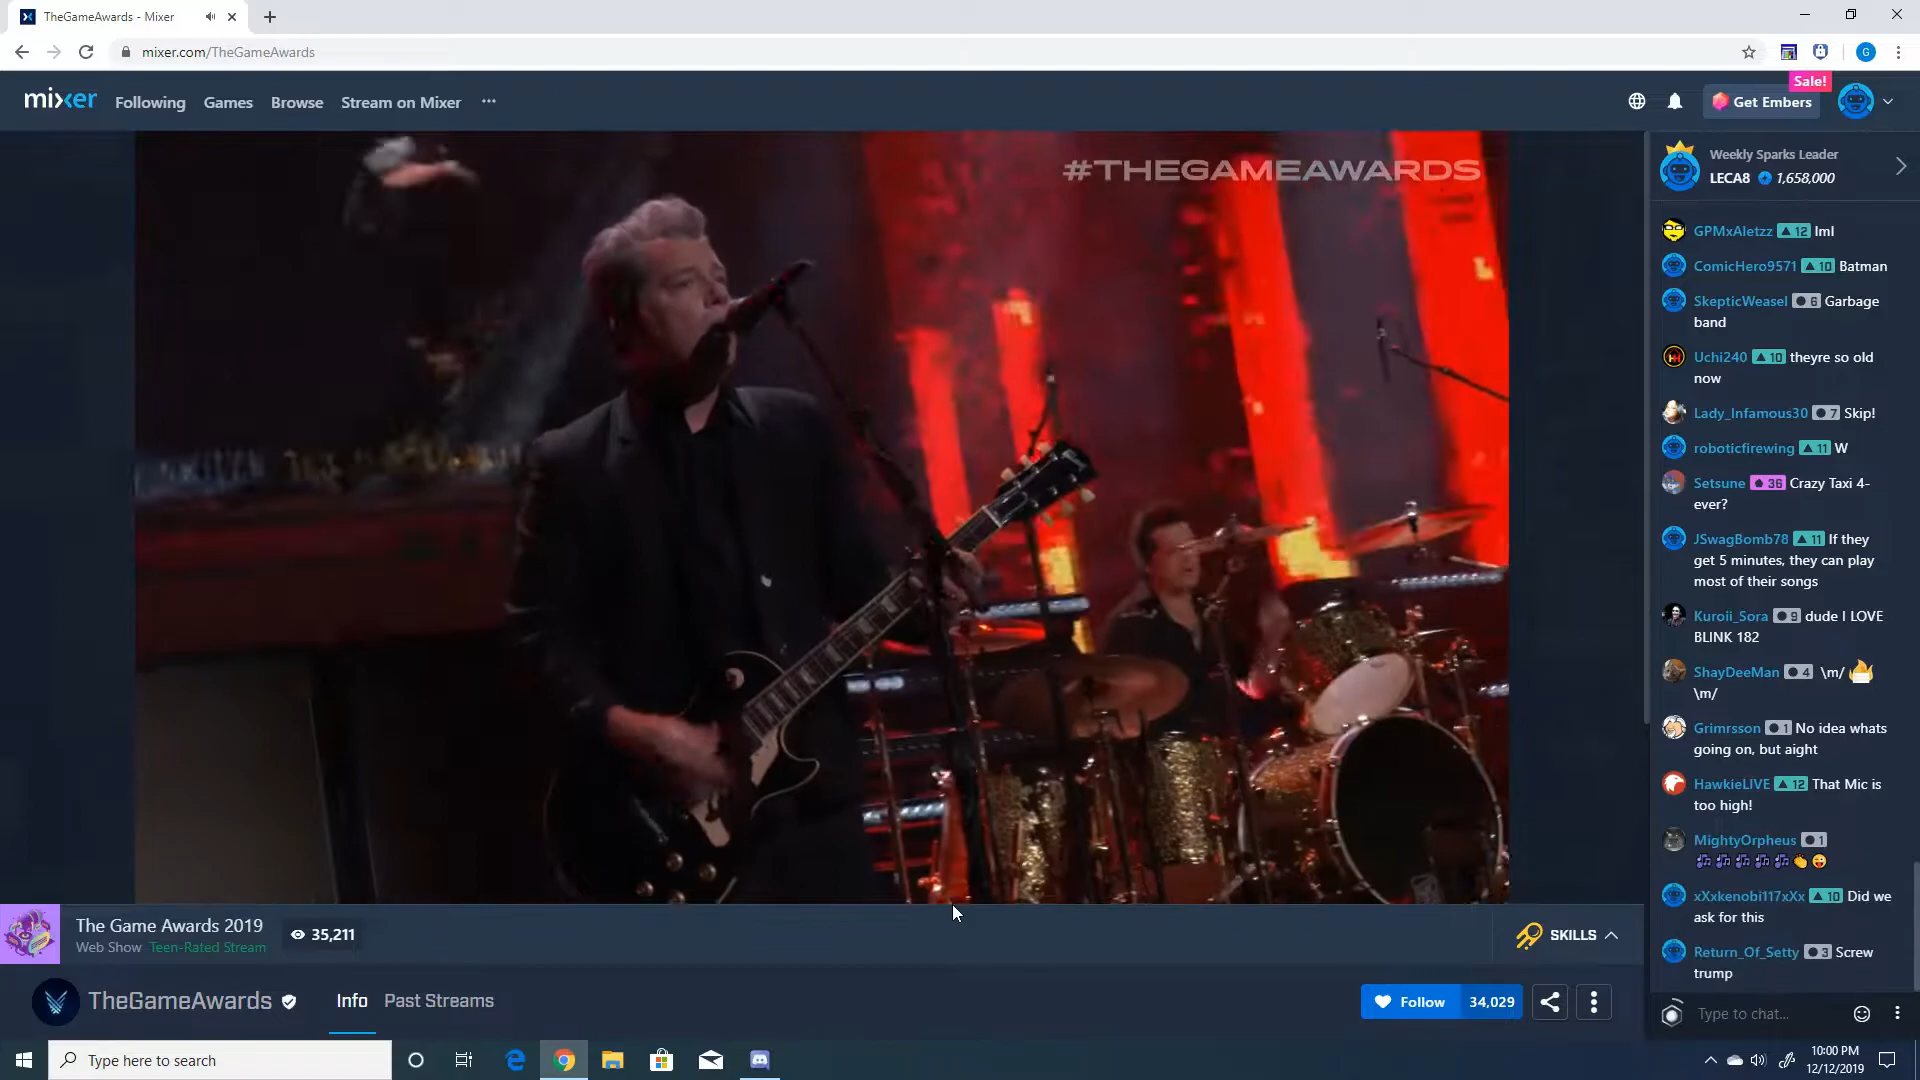 TheGameAwards - Mixer
mixer.com/TheGameAwards
G
mixer
Following
Games
Browse
Stream on Mixer
Sale!
Get Embers
#THEGAMEAWARDS
Weekly Sparks Leader
LECA8 1,658,000
GPMxAletzz 12 lml
ComicHero9571 10 Batman
SkepticWeasel 6 Garbage
band
Uchi240 10 theyre so old
now
Lady_Infamous30 7 Skip!
roboticfirewing 11 W
Setsune 36 Crazy Taxi 4-
ever?
JSwagBomb78 11 If they
get 5 minutes, they can play
most of their songs
Kuroii_Sora 9 dude I LOVE
BLINK 182
ShayDeeMan 4 \m/ 
\m/
Grimrsson 1 No idea whats
going on, but aight
HawkieLIVE 12 That Mic is
too high!
MightyOrpheus 1
🎶🎶🎶🎶🎶👏😜
xXxkenobi117xXx 10 Did we
ask for this
Return_Of_Setty 3 Screw
trump
Type to chat...
The Game Awards 2019
Web Show Teen-Rated Stream
35,211
SKILLS
TheGameAwards
Info
Past Streams
Follow 34,029
Type here to search
10:00 PM
12/12/2019